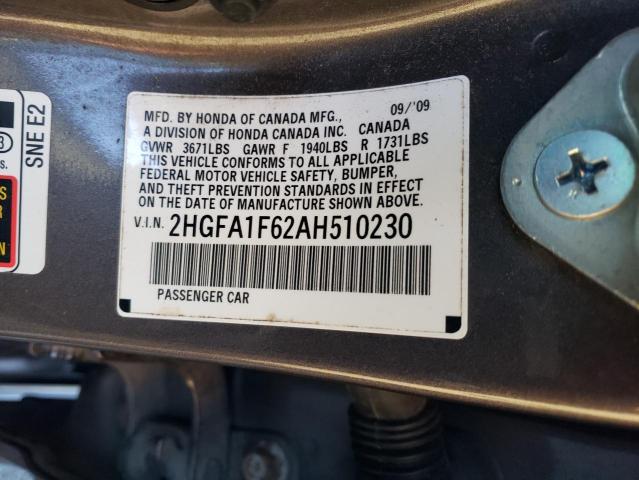 MFD. BY HONDA OF CANADA MFG., 09/'09
A DIVISION OF HONDA CANADA INC. CANADA
GVWR 3671LBS GAWR F 1940LBS R 1731LBS
THIS VEHICLE CONFORMS TO ALL APPLICABLE
FEDERAL MOTOR VEHICLE SAFETY, BUMPER,
AND THEFT PREVENTION STANDARDS IN EFFECT
ON THE DATE OF MANUFACTURE SHOWN ABOVE.
V.I.N. 2HGFA1F62AH510230
PASSENGER CAR
SNE E2
3
s.
S
R
N